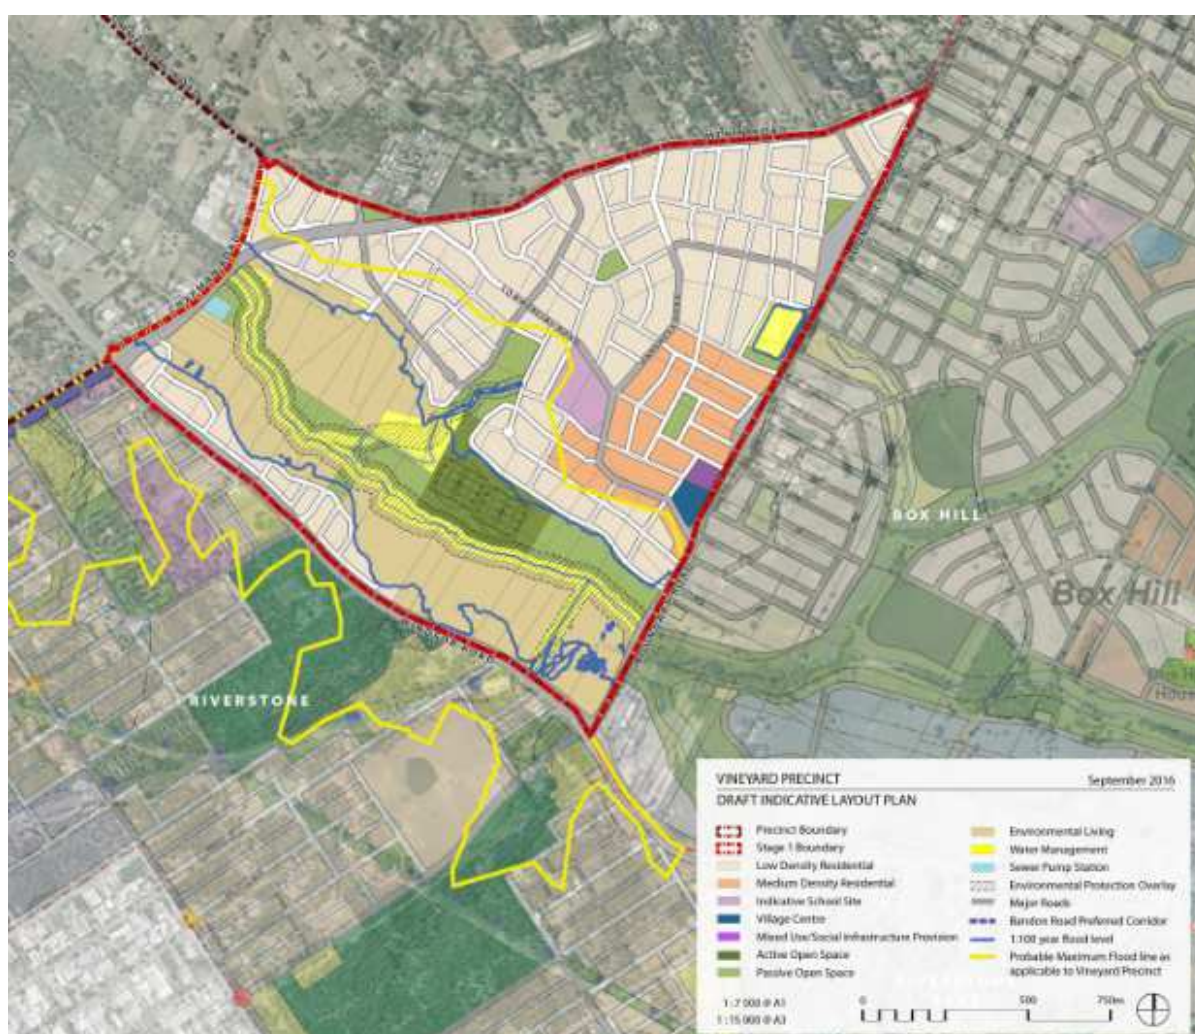 BOX HILL
Box Hill
RIVERSTONE
VINEYARD PRECINCT
September 2016
DRAFT INDICATIVE LAYOUT PLAN
Precinct Boundary
Stage 1 Boundary
Low Density Residential
Medium Density Residential
Indicative School Site
Village Centre
Mixed Use/Social Infrastructure Provision
Active Open Space
Passive Open Space
Environmental Living
Water Management
Sewer Pump Station
Environmental Protection Overlay
Major Roads
Bandon Road Preferred Corridor
1:100 year flood level
Probable Maximum Flood line as
applicable to Vineyard Precinct
1:7 000 @ A1
1:15 000 @ A3
0 500 750m